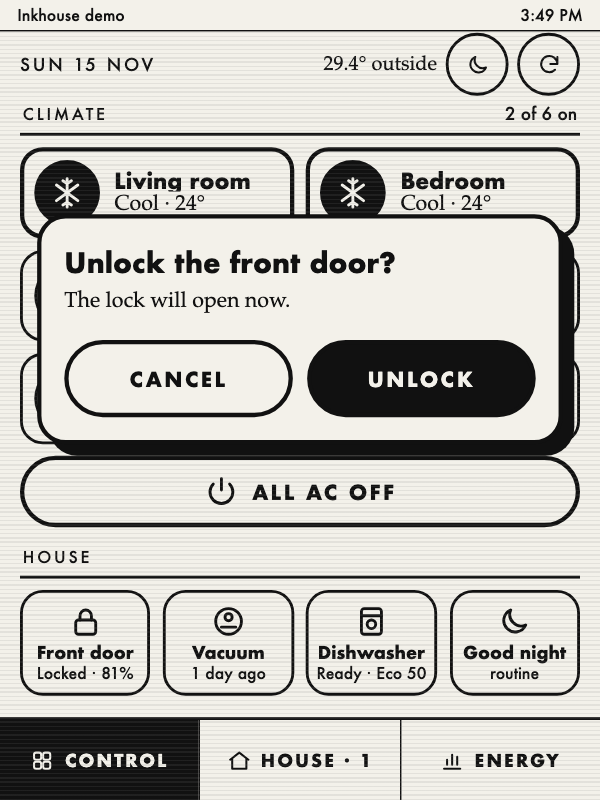 Inkhouse demo 3:49 PM
SUN 15 NOV 29.4° outside
CLIMATE 2 of 6 on
Living room Bedroom
Cool · 24° Cool · 24°
Unlock the front door?
The lock will open now.
CANCEL UNLOCK
ALL AC OFF
HOUSE
Front door Vacuum Dishwasher Good night
Locked · 81% 1 day ago Ready · Eco 50 routine
CONTROL HOUSE · 1 ENERGY